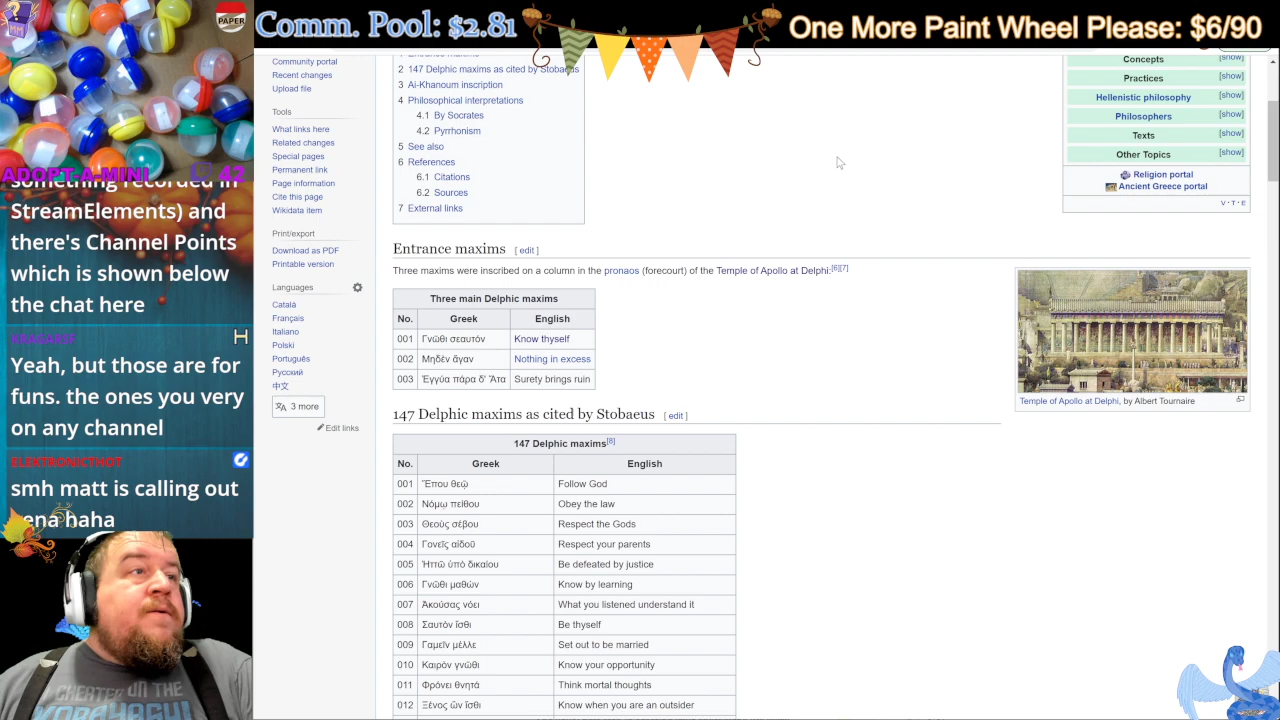 PAPER
Comm. Pool: $2.81
One More Paint Wheel Please: $6/90
ADOPT-A-MINI 42
something recorded in
StreamElements) and
there's Channel Points
which is shown below
the chat here
Yeah, but those are for
funs. the ones you very
on any channel
ELEKTRONICTHOT
smh matt is calling out
haha
CHEATED ON THE
KOBAYASHI
Community portal
Recent changes
Upload file
Tools
What links here
Related changes
Special pages
Permanent link
Page information
Cite this page
Wikidata item
Print/export
Download as PDF
Printable version
Languages
Català
Français
Italiano
Polski
Português
Русский
中文
3 more
Edit links
1 Entrance maxims
2 147 Delphic maxims as cited by Stobaeus
3 Ai-Khanoum inscription
4 Philosophical interpretations
4.1 By Socrates
4.2 Pyrrhonism
5 See also
6 References
6.1 Citations
6.2 Sources
7 External links
Concepts [show]
Practices [show]
Hellenistic philosophy [show]
Philosophers [show]
Texts [show]
Other Topics [show]
Religion portal
Ancient Greece portal
V · T · E
Entrance maxims [ edit ]
Three maxims were inscribed on a column in the pronaos (forecourt) of the Temple of Apollo at Delphi:[6][7]
Three main Delphic maxims
No. Greek English
001 Γνῶθι σεαυτόν Know thyself
002 Μηδὲν ἄγαν Nothing in excess
003 Ἐγγύα πάρα δ' Ἄτα Surety brings ruin
Temple of Apollo at Delphi, by Albert Tournaire
147 Delphic maxims as cited by Stobaeus [ edit ]
147 Delphic maxims[8]
No. Greek English
001 Ἕπου θεῷ Follow God
002 Νόμῳ πείθου Obey the law
003 Θεοὺς σέβου Respect the Gods
004 Γονεῖς αἰδοῦ Respect your parents
005 Ἡττῶ ὑπὸ δικαίου Be defeated by justice
006 Γνῶθι μαθών Know by learning
007 Ἀκούσας νόει What you listened understand it
008 Σαυτὸν ἴσθι Be thyself
009 Γαμεῖν μέλλε Set out to be married
010 Καιρὸν γνῶθι Know your opportunity
011 Φρόνει θνητά Think mortal thoughts
012 Ξένος ὢν ἴσθι Know when you are an outsider